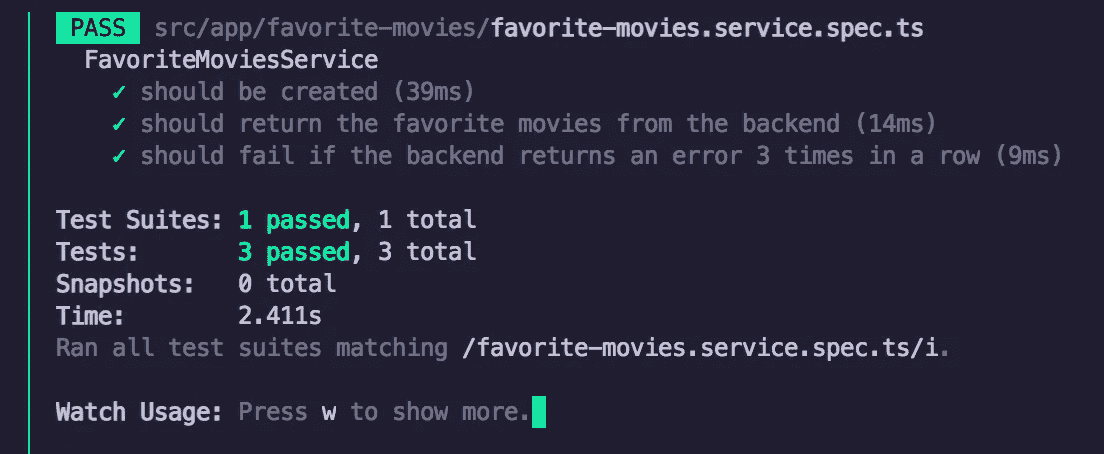 PASS src/app/favorite-movies/favorite-movies.service.spec.ts
FavoriteMoviesService
✓ should be created (39ms)
✓ should return the favorite movies from the backend (14ms)
✓ should fail if the backend returns an error 3 times in a row (9ms)
Test Suites: 1 passed, 1 total
Tests: 3 passed, 3 total
Snapshots: 0 total
Time: 2.411s
Ran all test suites matching /favorite-movies.service.spec.ts/i.
Watch Usage: Press w to show more.